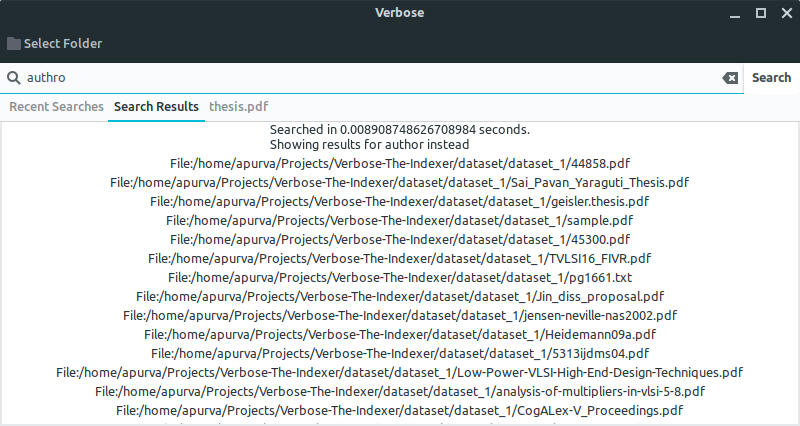 Verbose
Select Folder
authro
Search
Recent Searches Search Results thesis.pdf
Searched in 0.008908748626708984 seconds.
Showing results for author instead
File:/home/apurva/Projects/Verbose-The-Indexer/dataset/dataset_1/44858.pdf
File:/home/apurva/Projects/Verbose-The-Indexer/dataset/dataset_1/Sai_Pavan_Yaraguti_Thesis.pdf
File:/home/apurva/Projects/Verbose-The-Indexer/dataset/dataset_1/geisler.thesis.pdf
File:/home/apurva/Projects/Verbose-The-Indexer/dataset/dataset_1/sample.pdf
File:/home/apurva/Projects/Verbose-The-Indexer/dataset/dataset_1/45300.pdf
File:/home/apurva/Projects/Verbose-The-Indexer/dataset/dataset_1/TVLSI16_FIVR.pdf
File:/home/apurva/Projects/Verbose-The-Indexer/dataset/dataset_1/pg1661.txt
File:/home/apurva/Projects/Verbose-The-Indexer/dataset/dataset_1/Jin_diss_proposal.pdf
File:/home/apurva/Projects/Verbose-The-Indexer/dataset/dataset_1/jensen-neville-nas2002.pdf
File:/home/apurva/Projects/Verbose-The-Indexer/dataset/dataset_1/Heidemann09a.pdf
File:/home/apurva/Projects/Verbose-The-Indexer/dataset/dataset_1/5313ijdms04.pdf
File:/home/apurva/Projects/Verbose-The-Indexer/dataset/dataset_1/Low-Power-VLSI-High-End-Design-Techniques.pdf
File:/home/apurva/Projects/Verbose-The-Indexer/dataset/dataset_1/analysis-of-multipliers-in-vlsi-5-8.pdf
File:/home/apurva/Projects/Verbose-The-Indexer/dataset/dataset_1/CogALex-V_Proceedings.pdf